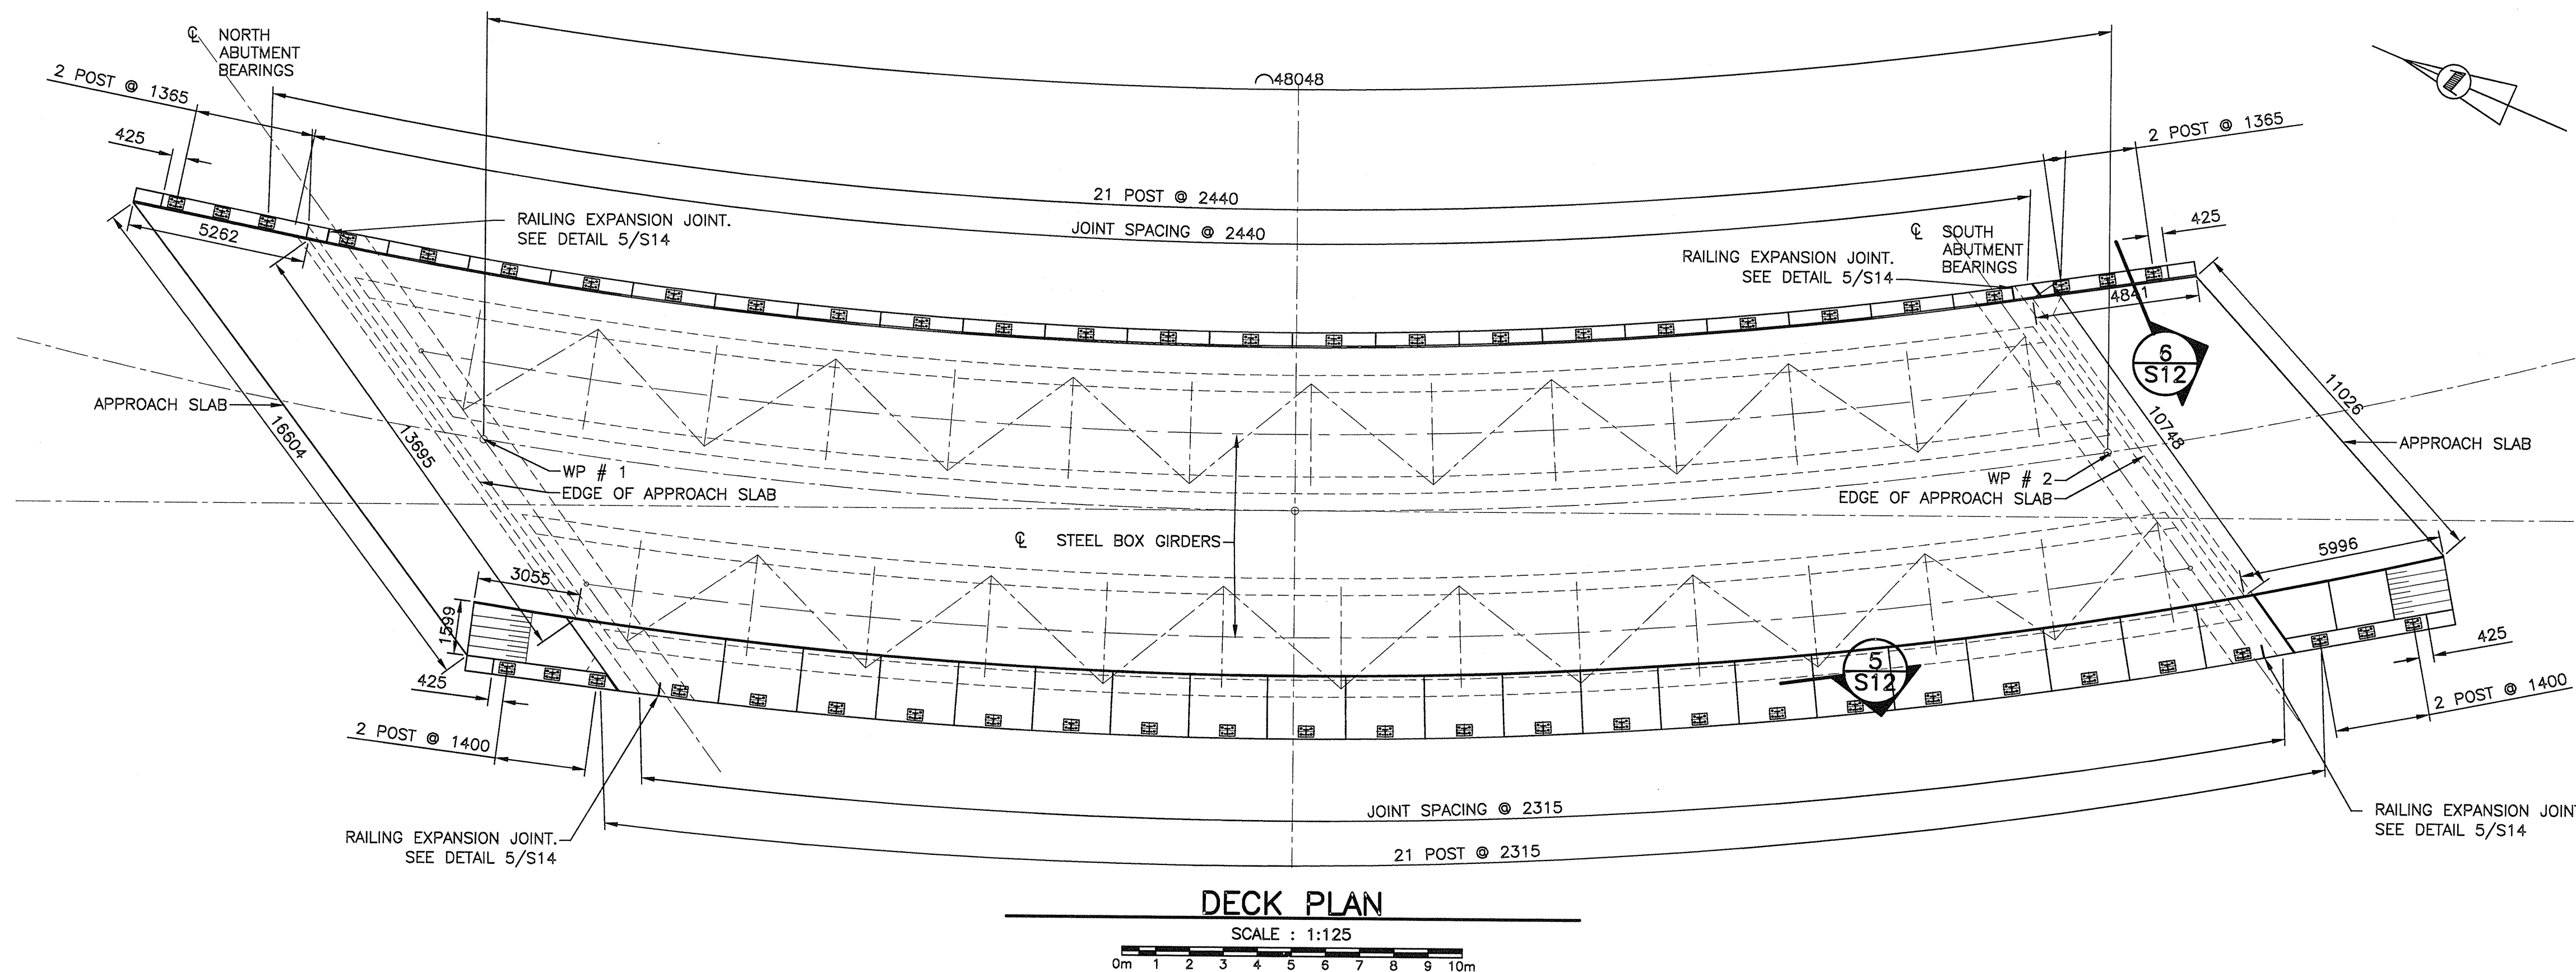 ℄ NORTH
ABUTMENT
BEARINGS
2 POST @ 1365
425
⌒48048
21 POST @ 2440
JOINT SPACING @ 2440
2 POST @ 1365
425
RAILING EXPANSION JOINT.
SEE DETAIL 5/S14
5262
℄ SOUTH
ABUTMENT
BEARINGS
RAILING EXPANSION JOINT.
SEE DETAIL 5/S14
4841
6
S12
APPROACH SLAB
16604
13695
11026
10748
APPROACH SLAB
WP # 1
EDGE OF APPROACH SLAB
WP # 2
EDGE OF APPROACH SLAB
℄ STEEL BOX GIRDERS
3055
1599
5996
5
S12
425
2 POST @ 1400
425
2 POST @ 1400
RAILING EXPANSION JOINT.
SEE DETAIL 5/S14
JOINT SPACING @ 2315
21 POST @ 2315
RAILING EXPANSION JOIN
SEE DETAIL 5/S14
DECK PLAN
SCALE : 1:125
0m 1 2 3 4 5 6 7 8 9 10m